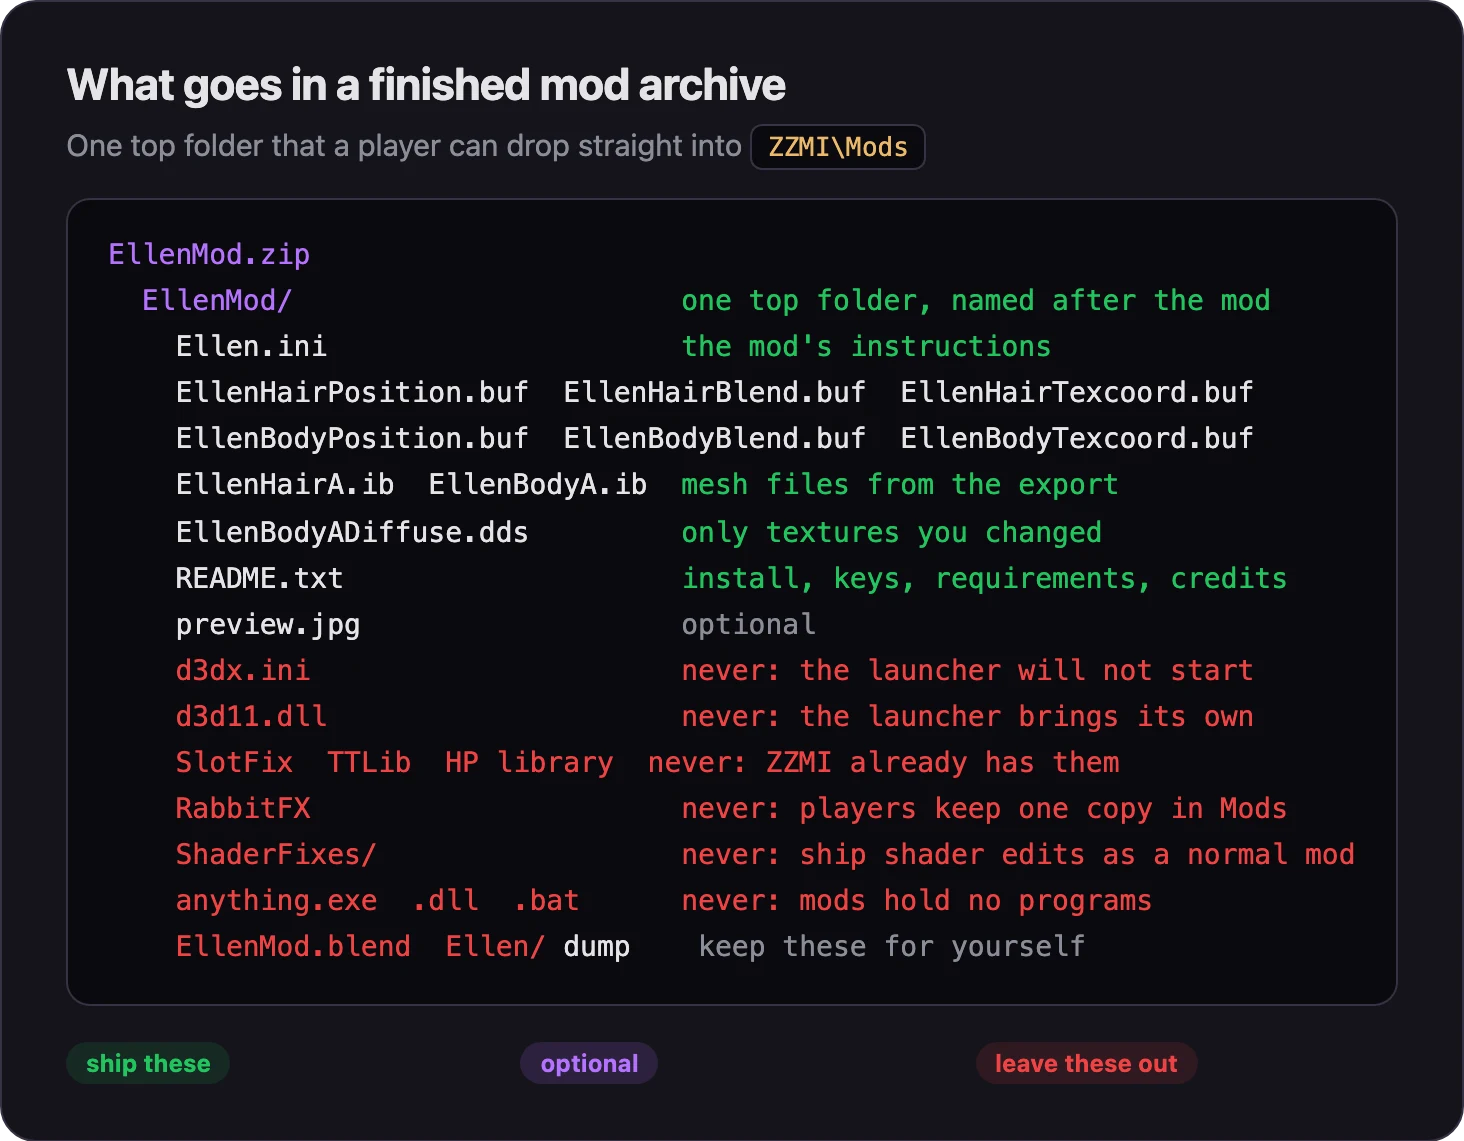 What goes in a finished mod archive
One top folder that a player can drop straight into ZZMI\Mods
EllenMod.zip
EllenMod/ one top folder, named after the mod
Ellen.ini the mod's instructions
EllenHairPosition.buf EllenHairBlend.buf EllenHairTexcoord.buf
EllenBodyPosition.buf EllenBodyBlend.buf EllenBodyTexcoord.buf
EllenHairA.ib EllenBodyA.ib mesh files from the export
EllenBodyADiffuse.dds only textures you changed
README.txt install, keys, requirements, credits
preview.jpg optional
d3dx.ini never: the launcher will not start
d3d11.dll never: the launcher brings its own
SlotFix TTLib HP library never: ZZMI already has them
RabbitFX never: players keep one copy in Mods
ShaderFixes/ never: ship shader edits as a normal mod
anything.exe .dll .bat never: mods hold no programs
EllenMod.blend Ellen/ dump keep these for yourself
ship these optional leave these out